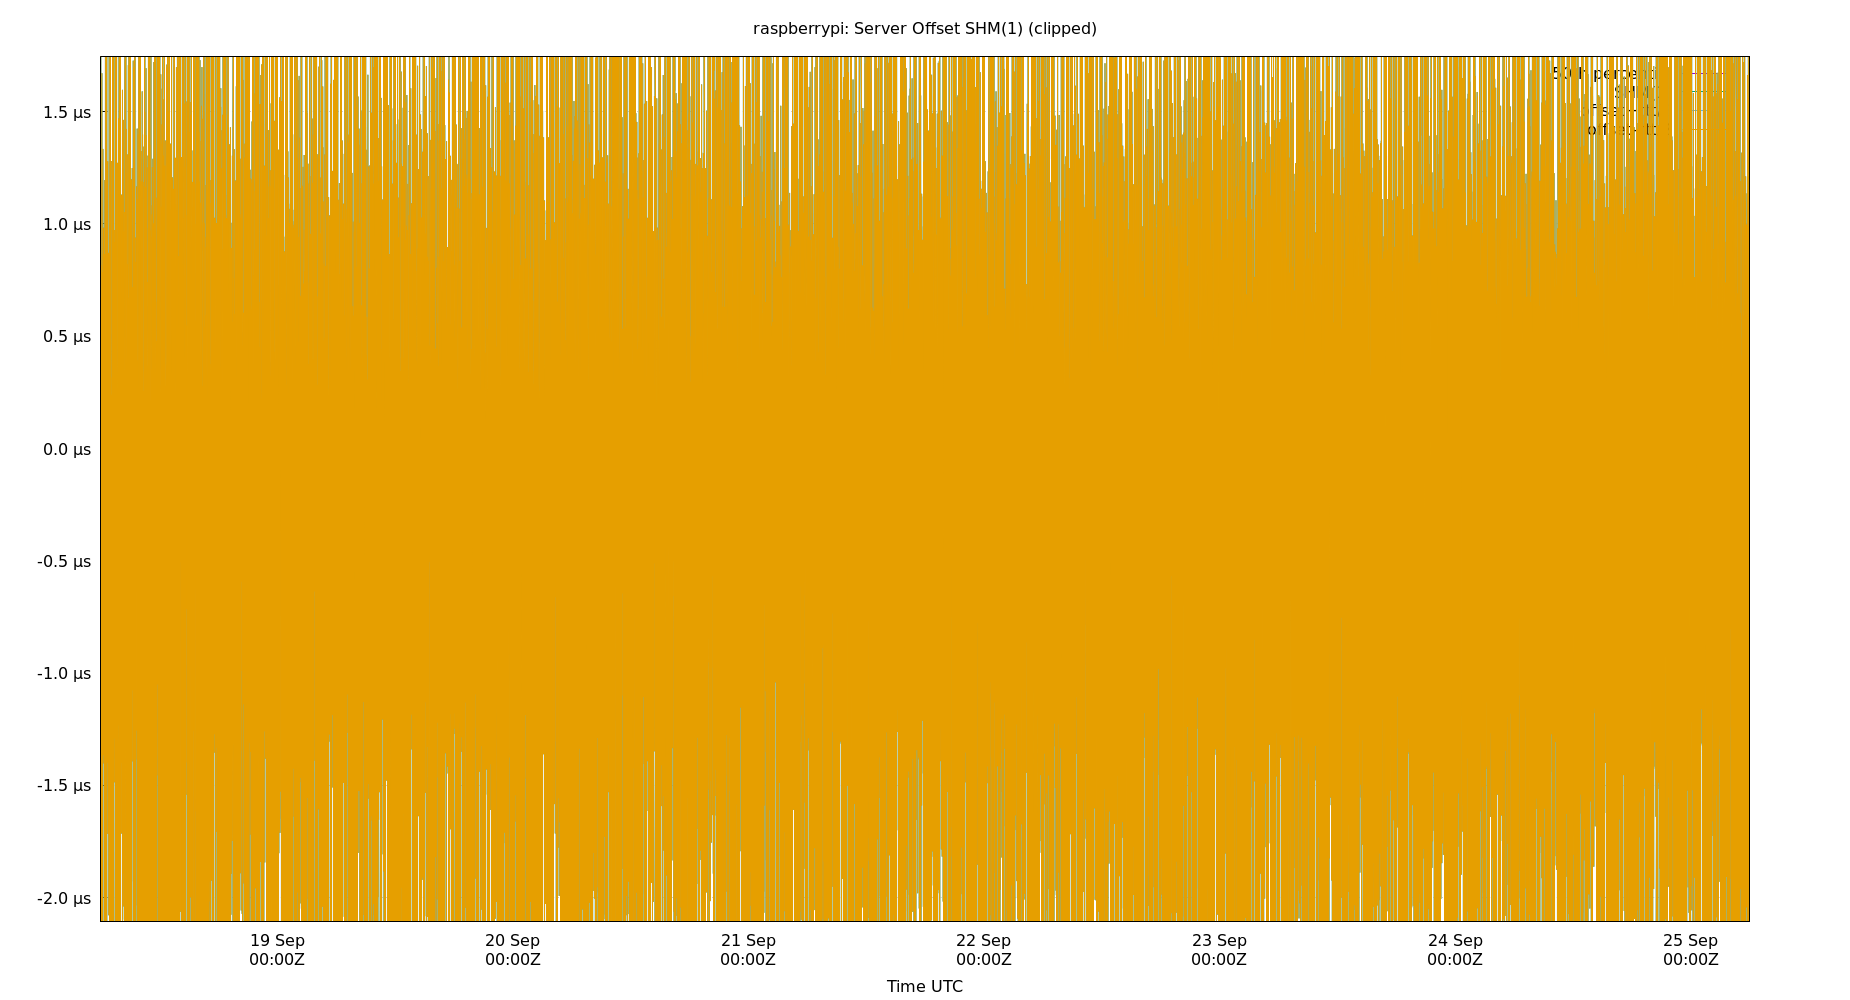 raspberrypi: Server Offset SHM(1) (clipped)
1.5 µs
1.0 µs
0.5 µs
0.0 µs
-0.5 µs
-1.0 µs
-1.5 µs
-2.0 µs
19 Sep 20 Sep 21 Sep 22 Sep 23 Sep 24 Sep 25 Sep
00:00Z 00:00Z 00:00Z 00:00Z 00:00Z 00:00Z 00:00Z
Time UTC